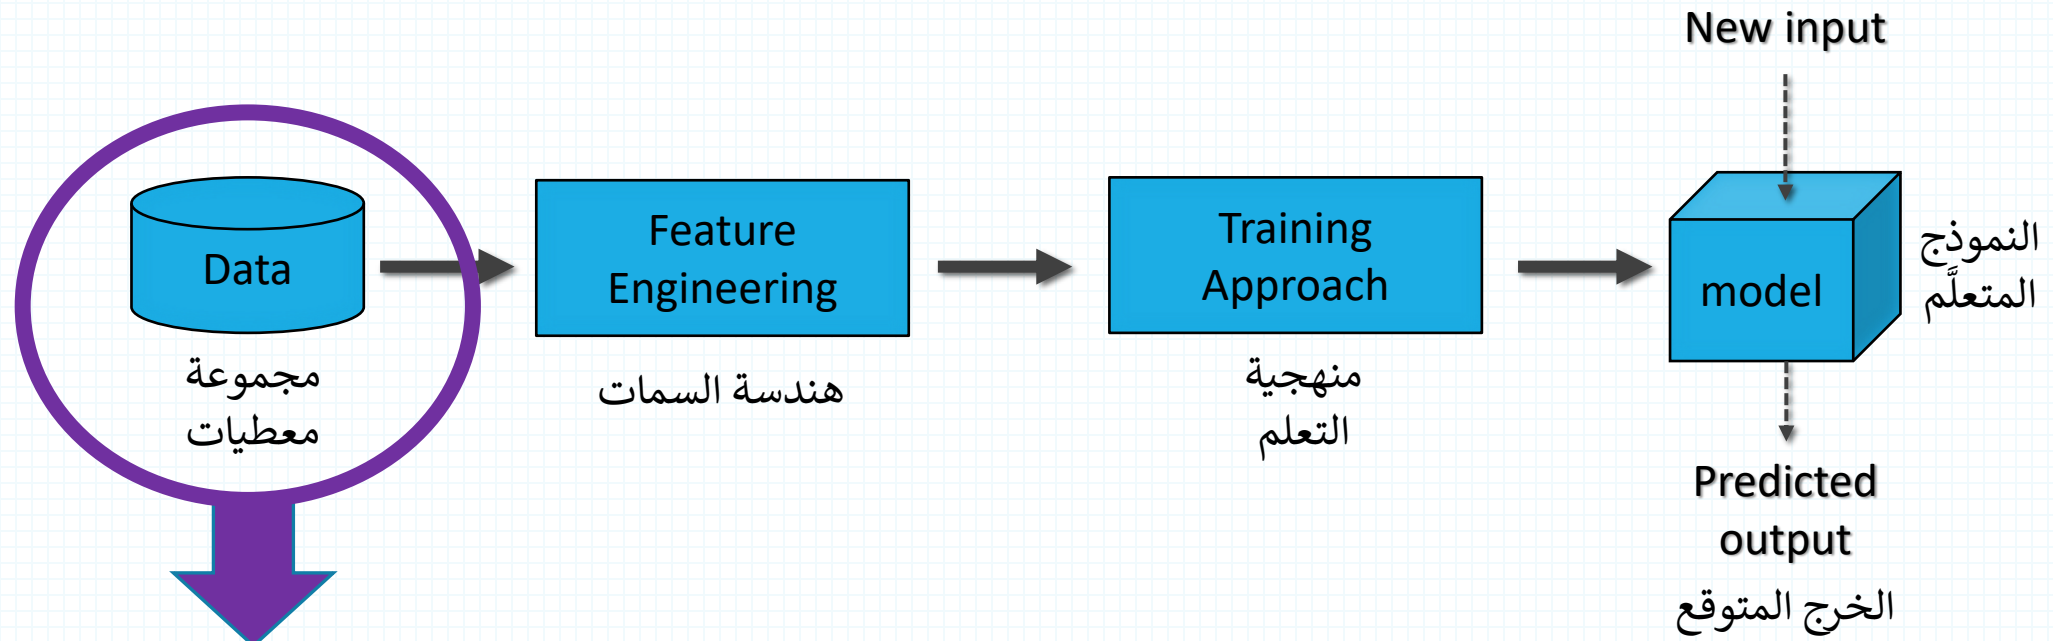 New input
Data
مجموعة
معطيات
Feature
Engineering
هندسة السمات
Training
Approach
منهجية
التعلم
model
النموذج
المتعلَّم
Predicted
output
الخرج المتوقع